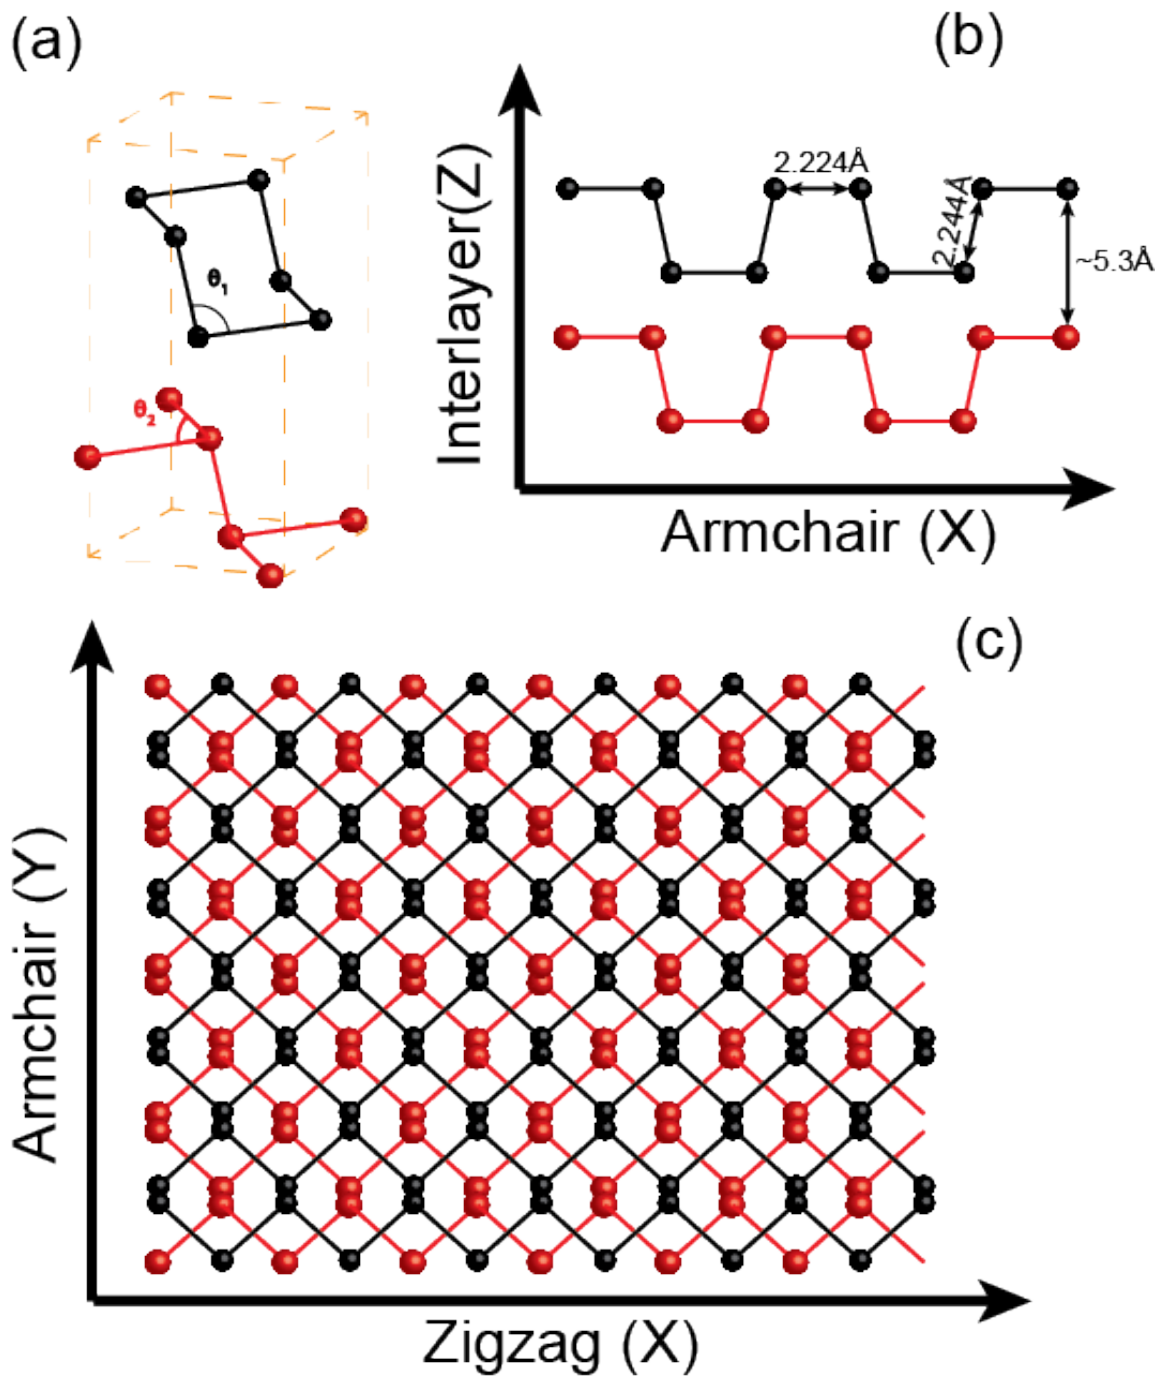 (a)
(b)
θ1
θ2
Interlayer(Z)
2.224Å
2.244Å
~5.3Å
Armchair (X)
(c)
Armchair (Y)
Zigzag (X)